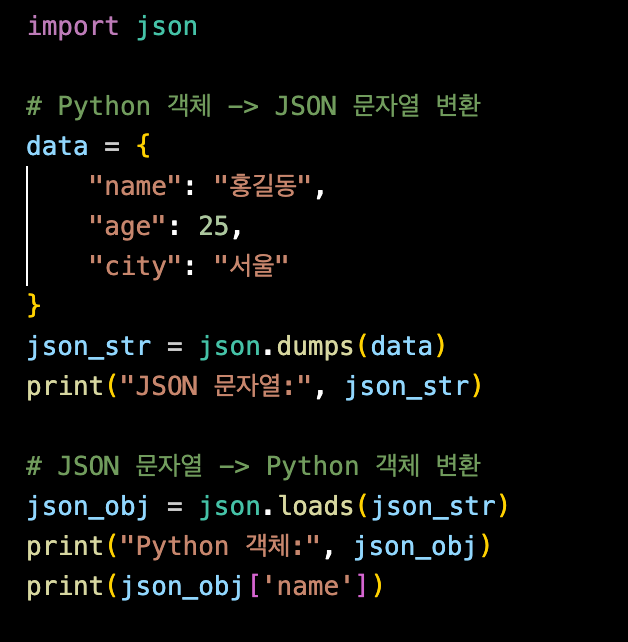 import json
# Python 객체 -> JSON 문자열 변환
data = {
    "name": "홍길동",
    "age": 25,
    "city": "서울"
}
json_str = json.dumps(data)
print("JSON 문자열:", json_str)
# JSON 문자열 -> Python 객체 변환
json_obj = json.loads(json_str)
print("Python 객체:", json_obj)
print(json_obj['name'])